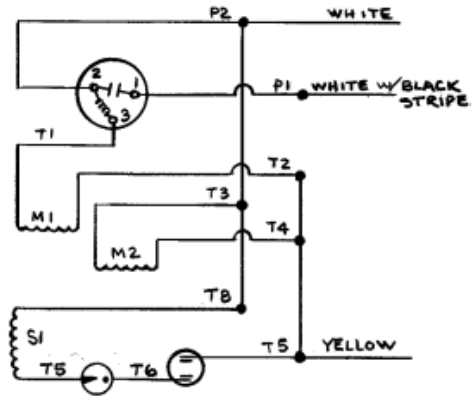 P2 WHITE
2 1
3
P1 WHITE W/BLACK
STRIPE
T1
T2
T3
M1
T4
M2
T8
S1
T5 YELLOW
T5 T6